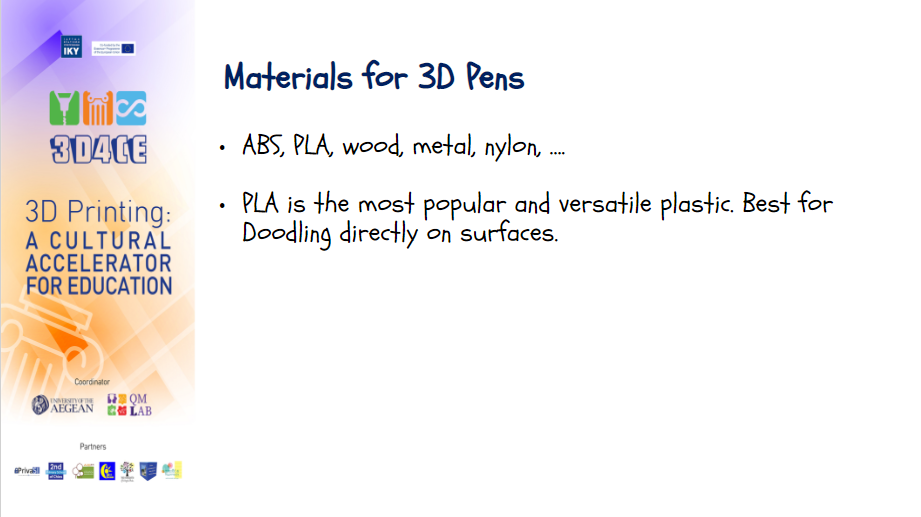 IKY
3D4CE
3D Printing:
A CULTURAL
ACCELERATOR
FOR EDUCATION
Coordinator
UNIVERSITY OF THE
AEGEAN
QM
LAB
Partners
2nd
Materials for 3D Pens
• ABS, PLA, wood, metal, nylon, ....
• PLA is the most popular and versatile plastic. Best for
Doodling directly on surfaces.